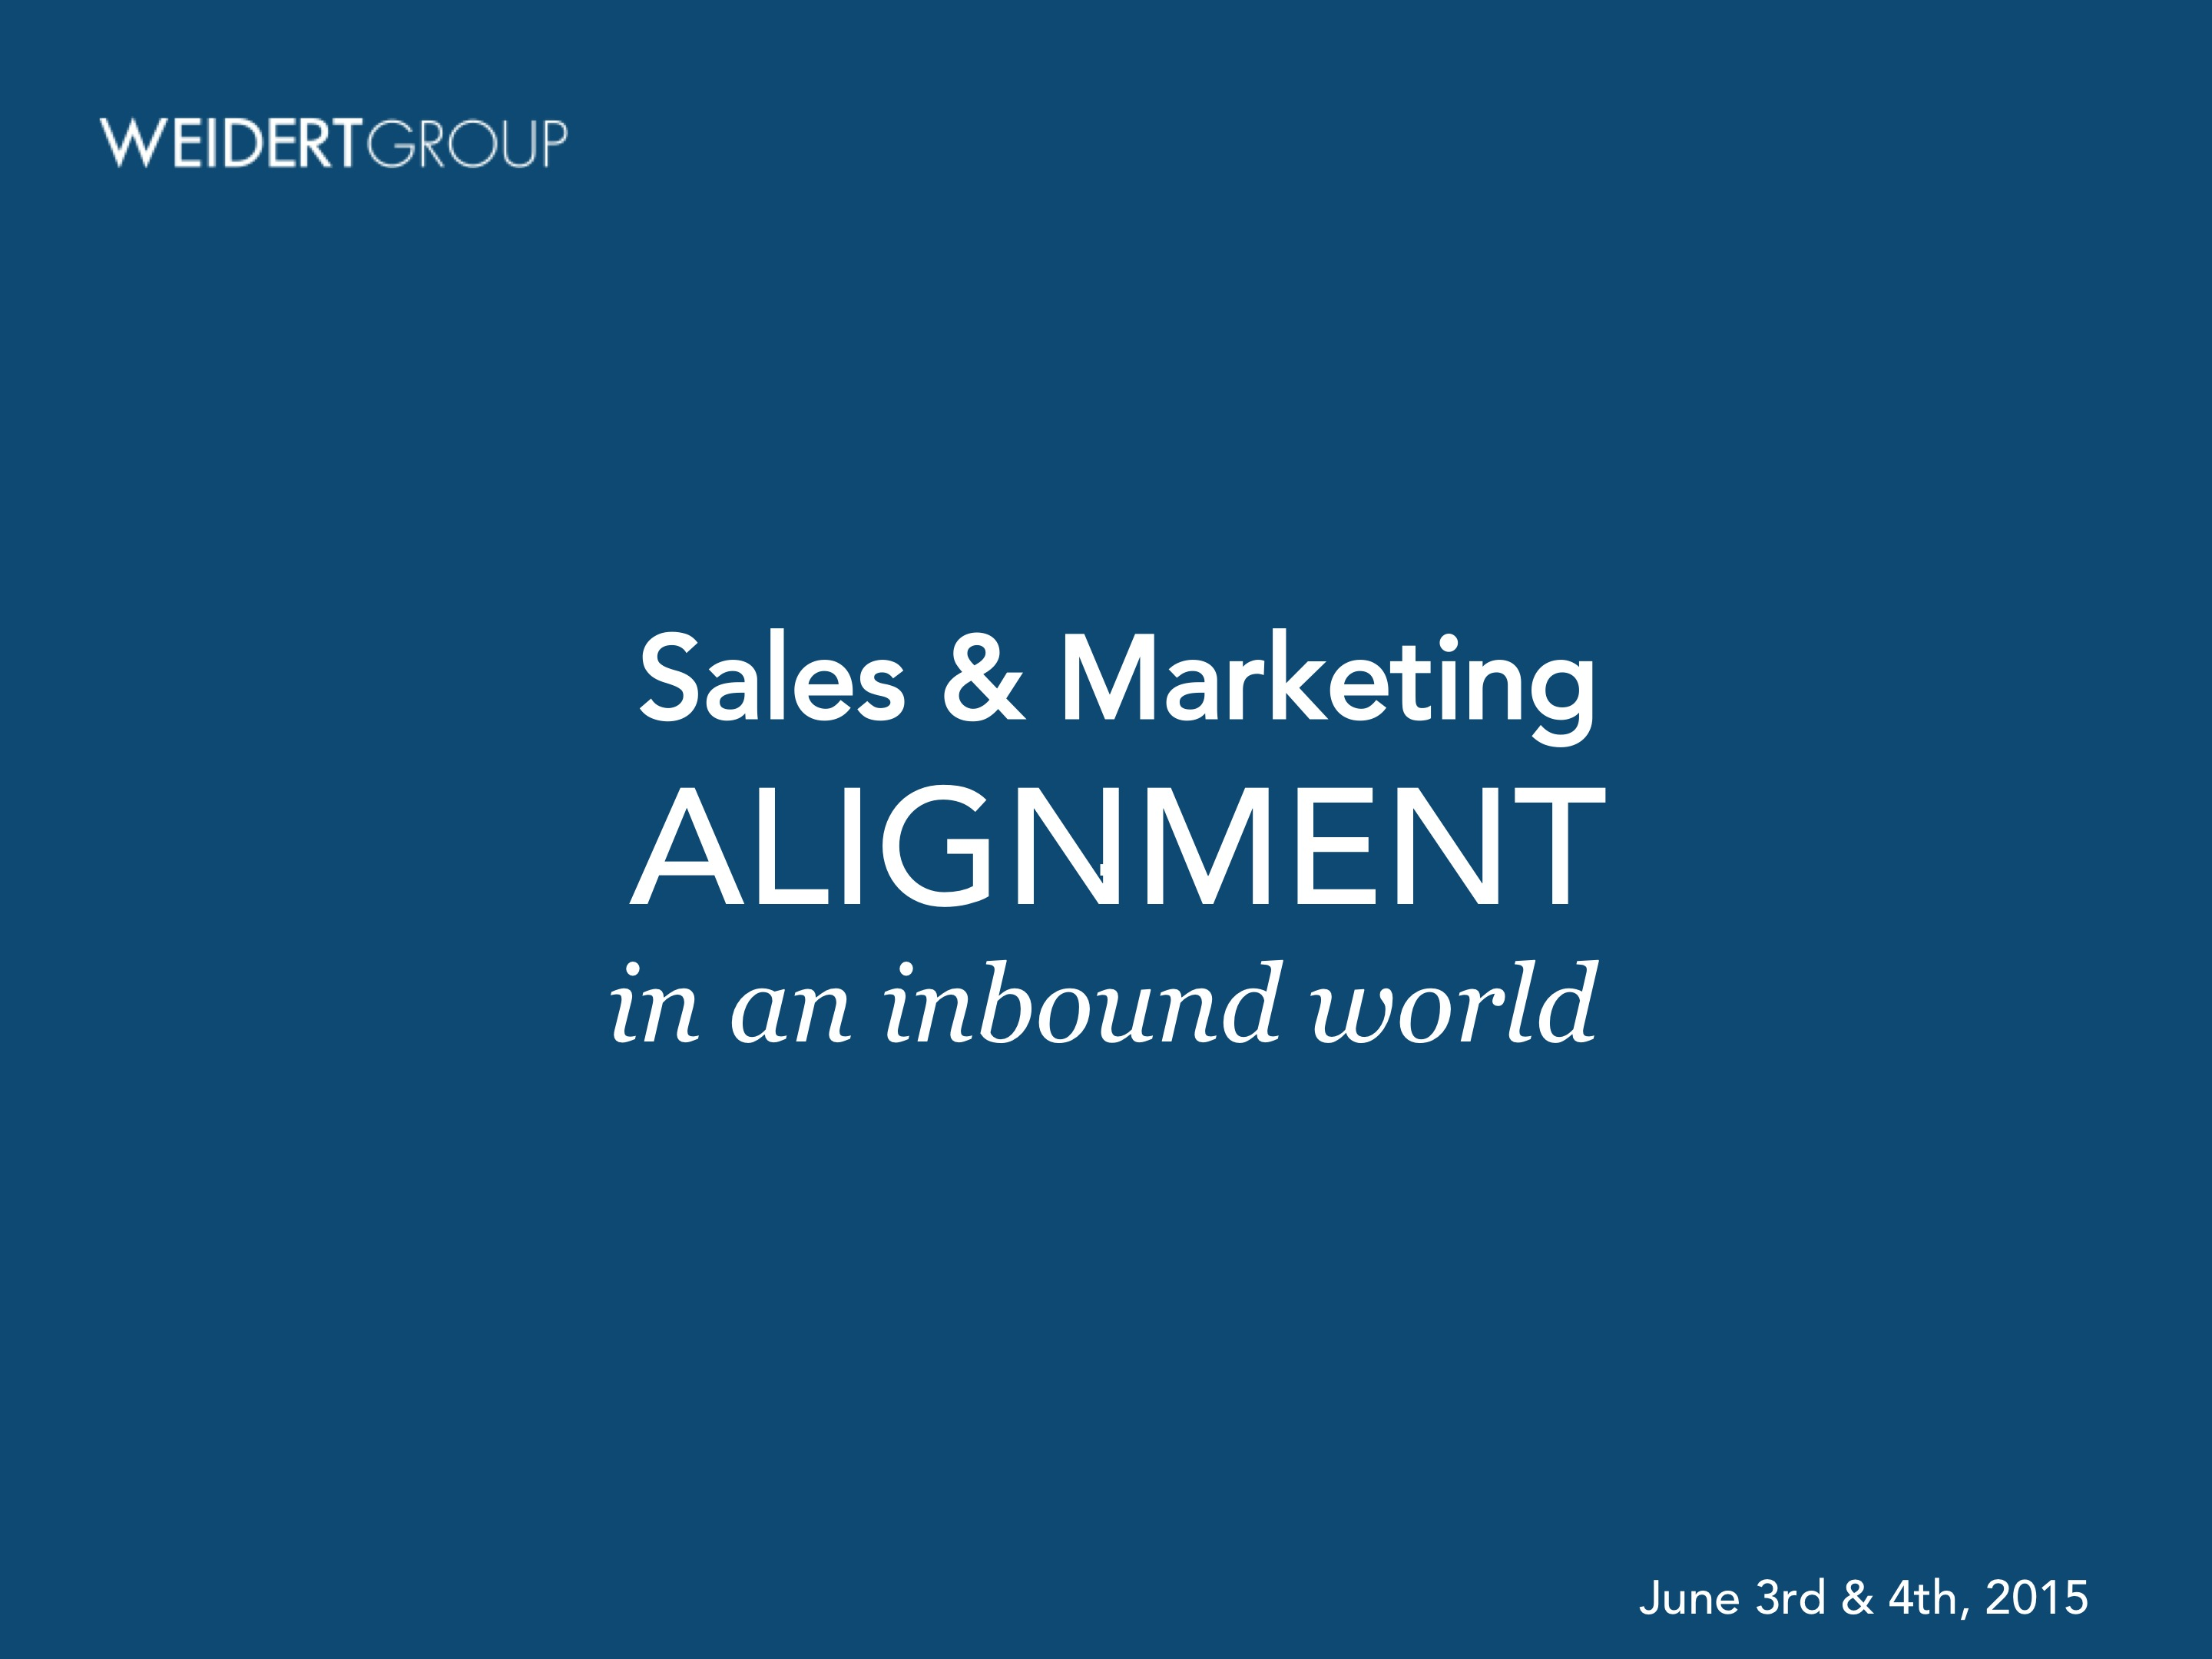 WEIDERTGROUP
Sales & Marketing
ALIGNMENT
in an inbound world
June 3rd & 4th, 2015